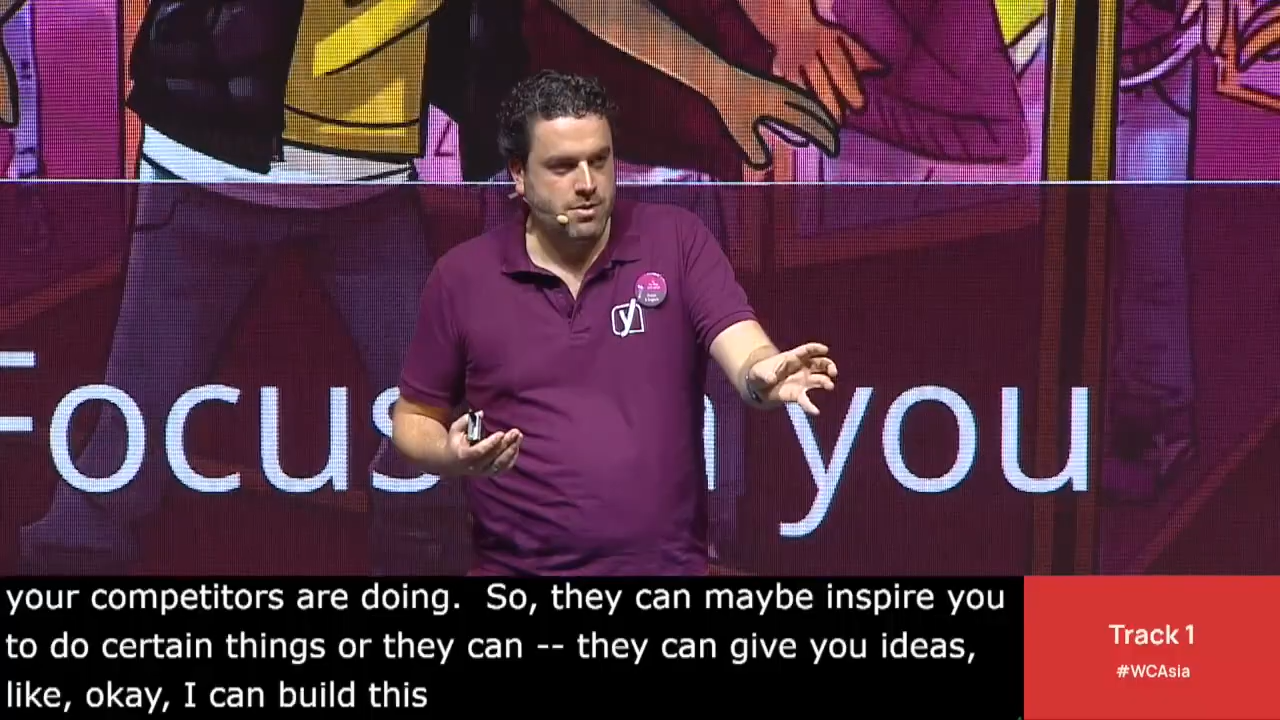 Focus
you
y
your competitors are doing.  So, they can maybe inspire you
to do certain things or they can -- they can give you ideas,
like, okay, I can build this
Track 1
#WCAsia